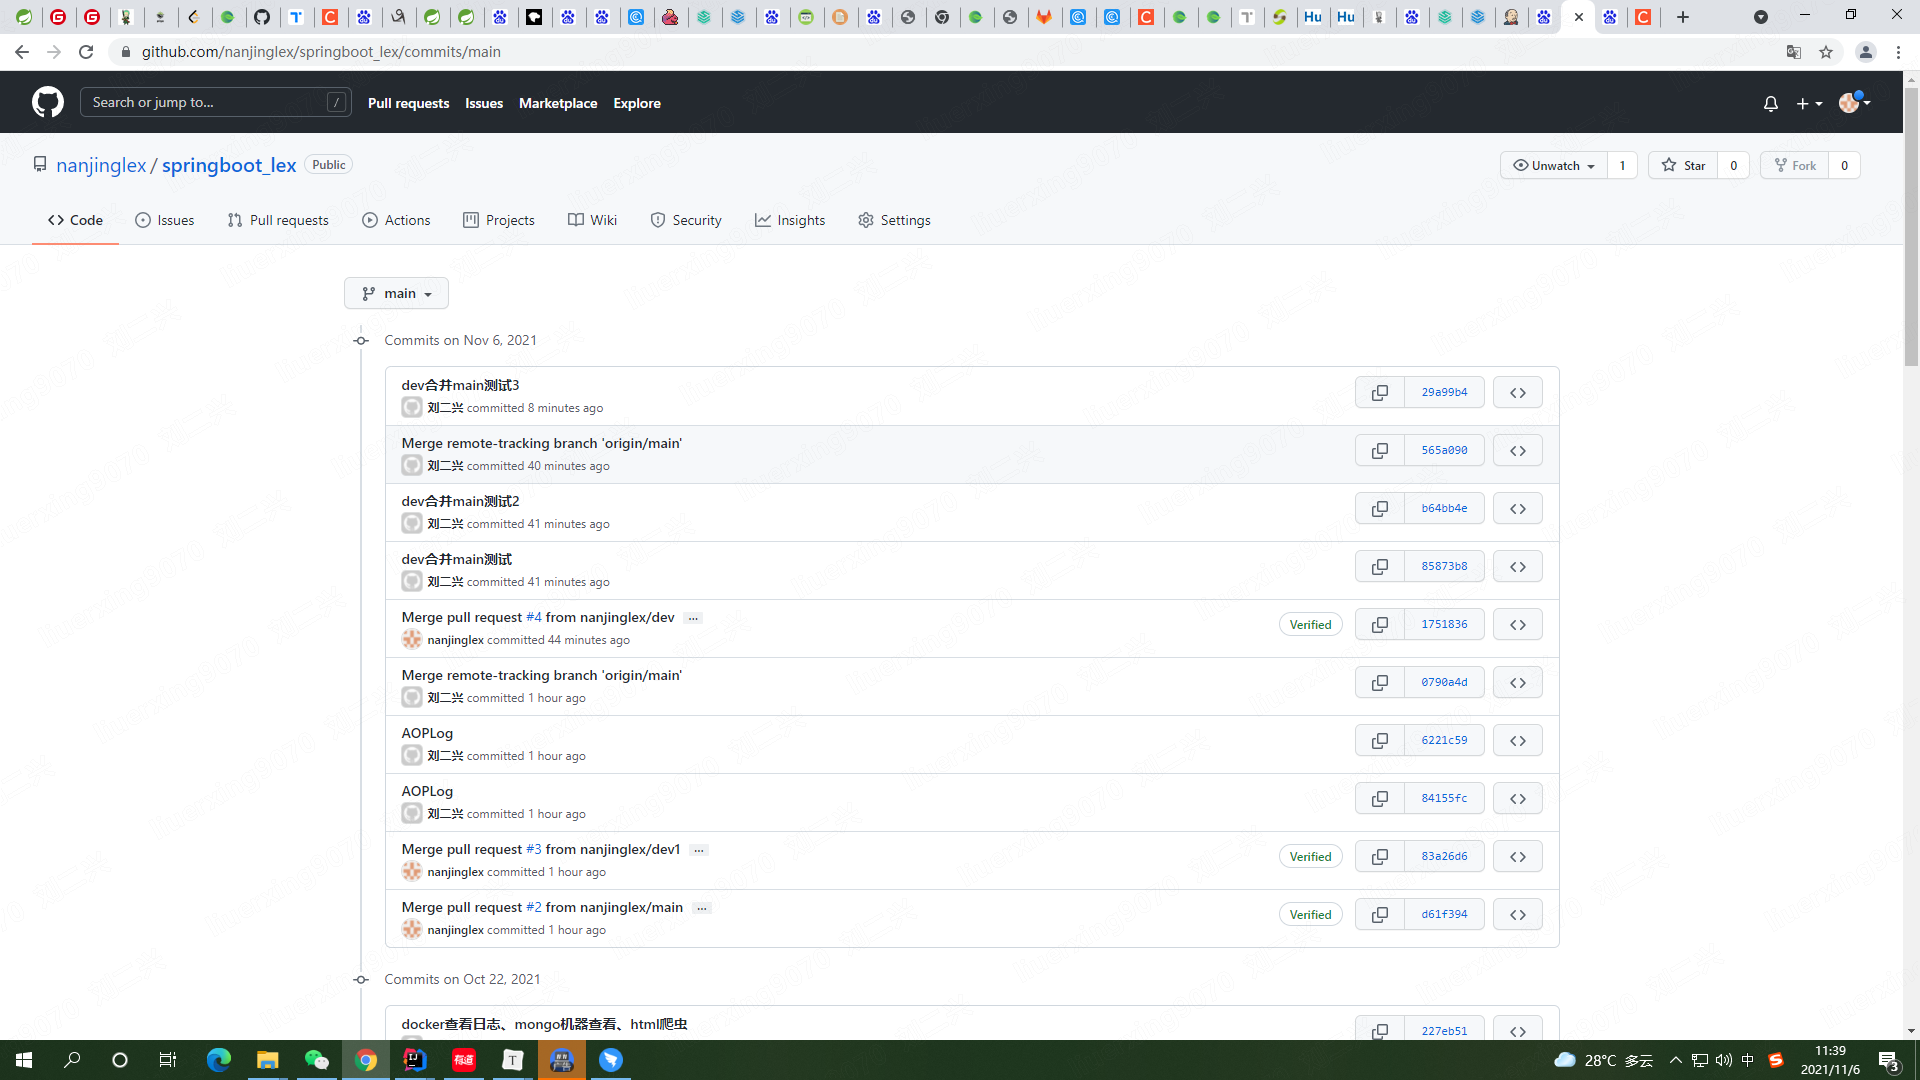 github.com/nanjinglex/springboot_lex/commits/main
Search or jump to... /
Pull requests Issues Marketplace Explore
nanjinglex / springboot_lex Public
Unwatch 1 Star 0 Fork 0
Code Issues Pull requests Actions Projects Wiki Security Insights Settings
main
Commits on Nov 6, 2021
dev合并main测试3
刘二兴 committed 8 minutes ago
29a99b4
Merge remote-tracking branch 'origin/main'
刘二兴 committed 40 minutes ago
565a090
dev合并main测试2
刘二兴 committed 41 minutes ago
b64bb4e
dev合并main测试
刘二兴 committed 41 minutes ago
85873b8
Merge pull request #4 from nanjinglex/dev ...
nanjinglex committed 44 minutes ago
Verified 1751836
Merge remote-tracking branch 'origin/main'
刘二兴 committed 1 hour ago
0790a4d
AOPLog
刘二兴 committed 1 hour ago
6221c59
AOPLog
刘二兴 committed 1 hour ago
84155fc
Merge pull request #3 from nanjinglex/dev1 ...
nanjinglex committed 1 hour ago
Verified 83a26d6
Merge pull request #2 from nanjinglex/main ...
nanjinglex committed 1 hour ago
Verified d61f394
Commits on Oct 22, 2021
docker查看日志、mongo机器查看、html爬虫
227eb51
28°C 多云
中
11:39
2021/11/6
3